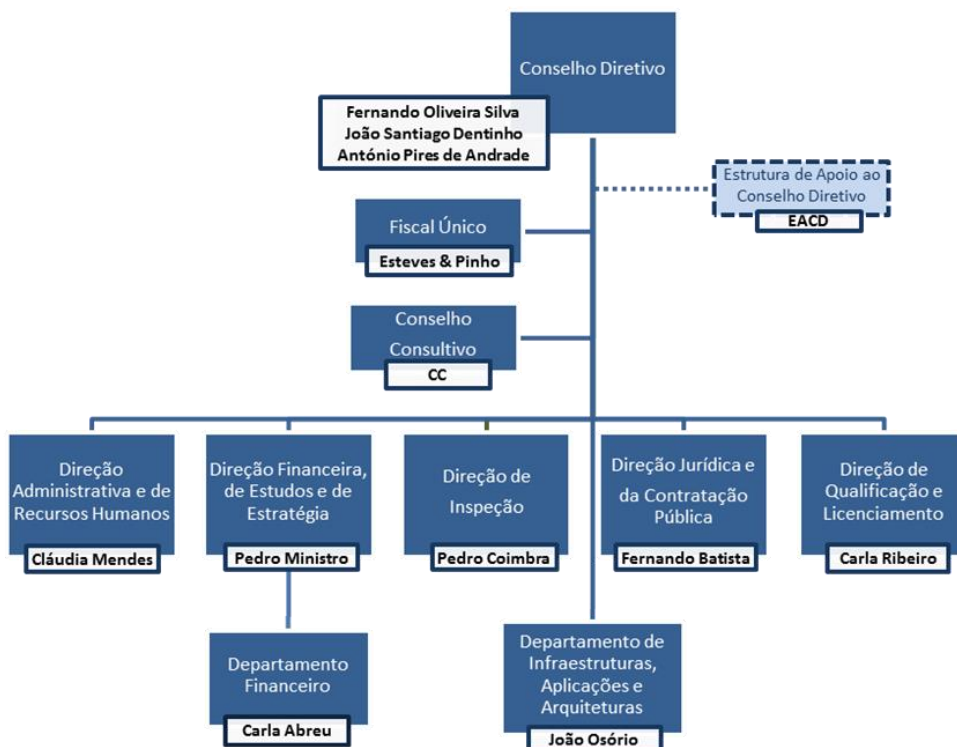 Conselho Diretivo
Fernando Oliveira Silva
João Santiago Dentinho
António Pires de Andrade
Estrutura de Apoio ao
Conselho Diretivo
EACD
Fiscal Único
Esteves & Pinho
Conselho
Consultivo
CC
Direção
Administrativa e de
Recursos Humanos
Cláudia Mendes
Direção Financeira,
de Estudos e de
Estratégia
Pedro Ministro
Direção de
Inspeção
Pedro Coimbra
Direção Jurídica e
da Contratação
Pública
Fernando Batista
Direção de
Qualificação e
Licenciamento
Carla Ribeiro
Departamento
Financeiro
Carla Abreu
Departamento de
Infraestruturas,
Aplicações e
Arquiteturas
João Osório